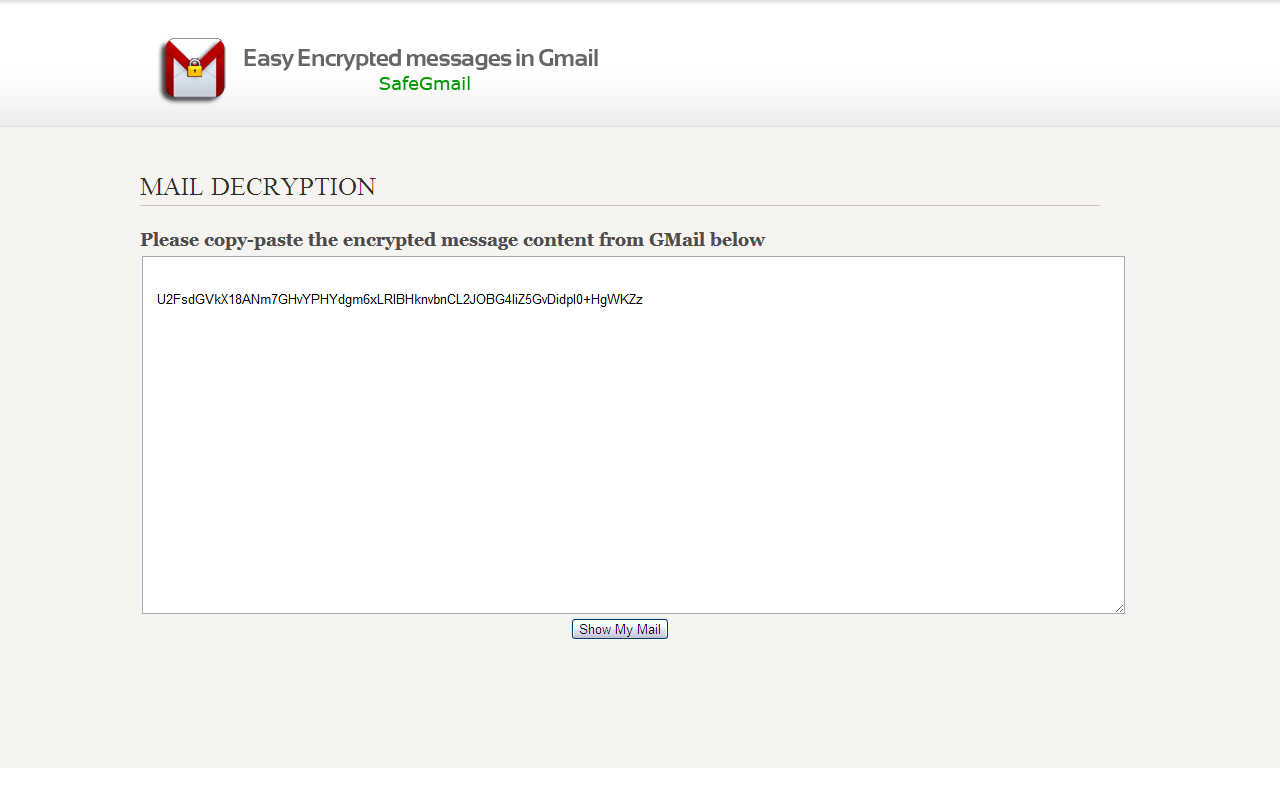 Easy Encrypted messages in Gmail
SafeGmail
MAIL DECRYPTION
Please copy-paste the encrypted message content from GMail below
U2FsdGVkX18ANm7GHvYPHYdgm6xLRlBHknvbnCL2JOBG4liZ5GvDidpl0+HgWKZz
Show My Mail